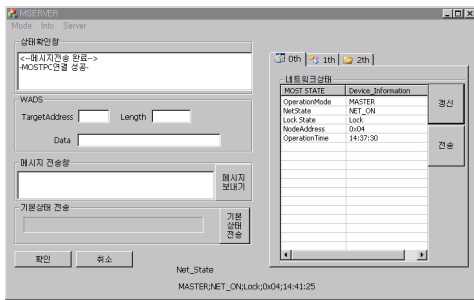 MSERVER
Mode Info Server
상태확인창
<--메시지전송 완료-->
-MOSTPC연결 성공-
WADS
TargetAddress Length
Data
메시지 전송창
메시지
보내기
기본상태 전송
기본
상태
전송
확인 취소
0th 1th 2th
네트워크상태
MOST STATE Device_Information
OperationMode MASTER
NetState NET_ON
Lock State Lock
NodeAddress 0x04
OperationTime 14:37:30
갱신
전송
Net_State
MASTER;NET_ON;Lock;0x04;14:41:25